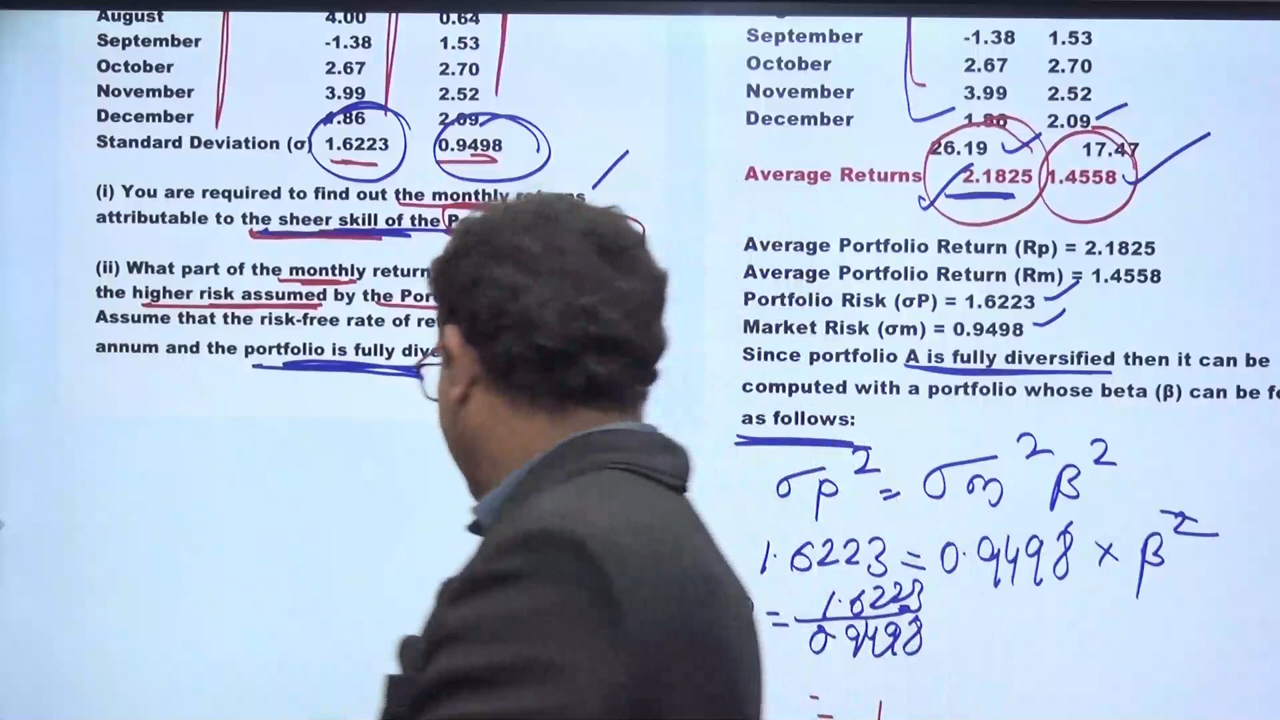 August 4.00 0.64
September -1.38 1.53
October 2.67 2.70
November 3.99 2.52
December 1.86 2.09
Standard Deviation (σ) 1.6223 0.9498
(i) You are required to find out the monthly returns
attributable to the sheer skill of the
(ii) What part of the monthly return
the higher risk assumed by the
Assume that the risk-free rate of
annum and the portfolio is fully
September -1.38 1.53
October 2.67 2.70
November 3.99 2.52
December 1.86 2.09
26.19 17.47
Average Returns 2.1825 1.4558
Average Portfolio Return (Rp) = 2.1825
Average Portfolio Return (Rm) = 1.4558
Portfolio Risk (σP) = 1.6223
Market Risk (σm) = 0.9498
Since portfolio A is fully diversified then it can be
computed with a portfolio whose beta (β) can be
as follows:
σp² = σm² β²
1.6223 = 0.9498 × β²
= 1.6223
0.9498
=